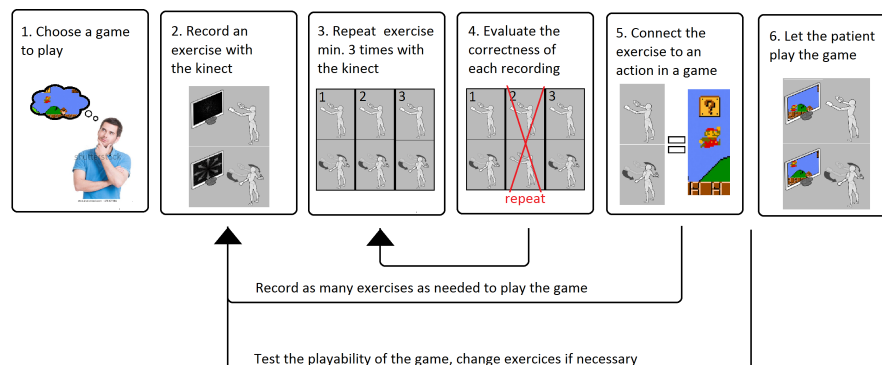 1. Choose a game
to play
2. Record an
exercise with
the kinect
3. Repeat exercise
min. 3 times with
the kinect
4. Evaluate the
correctness of
each recording
5. Connect the
exercise to an
action in a game
6. Let the patient
play the game
shutterstock
1 2 3
1 2 3
repeat
=
?
Record as many exercises as needed to play the game
Test the playability of the game, change exercices if necessary